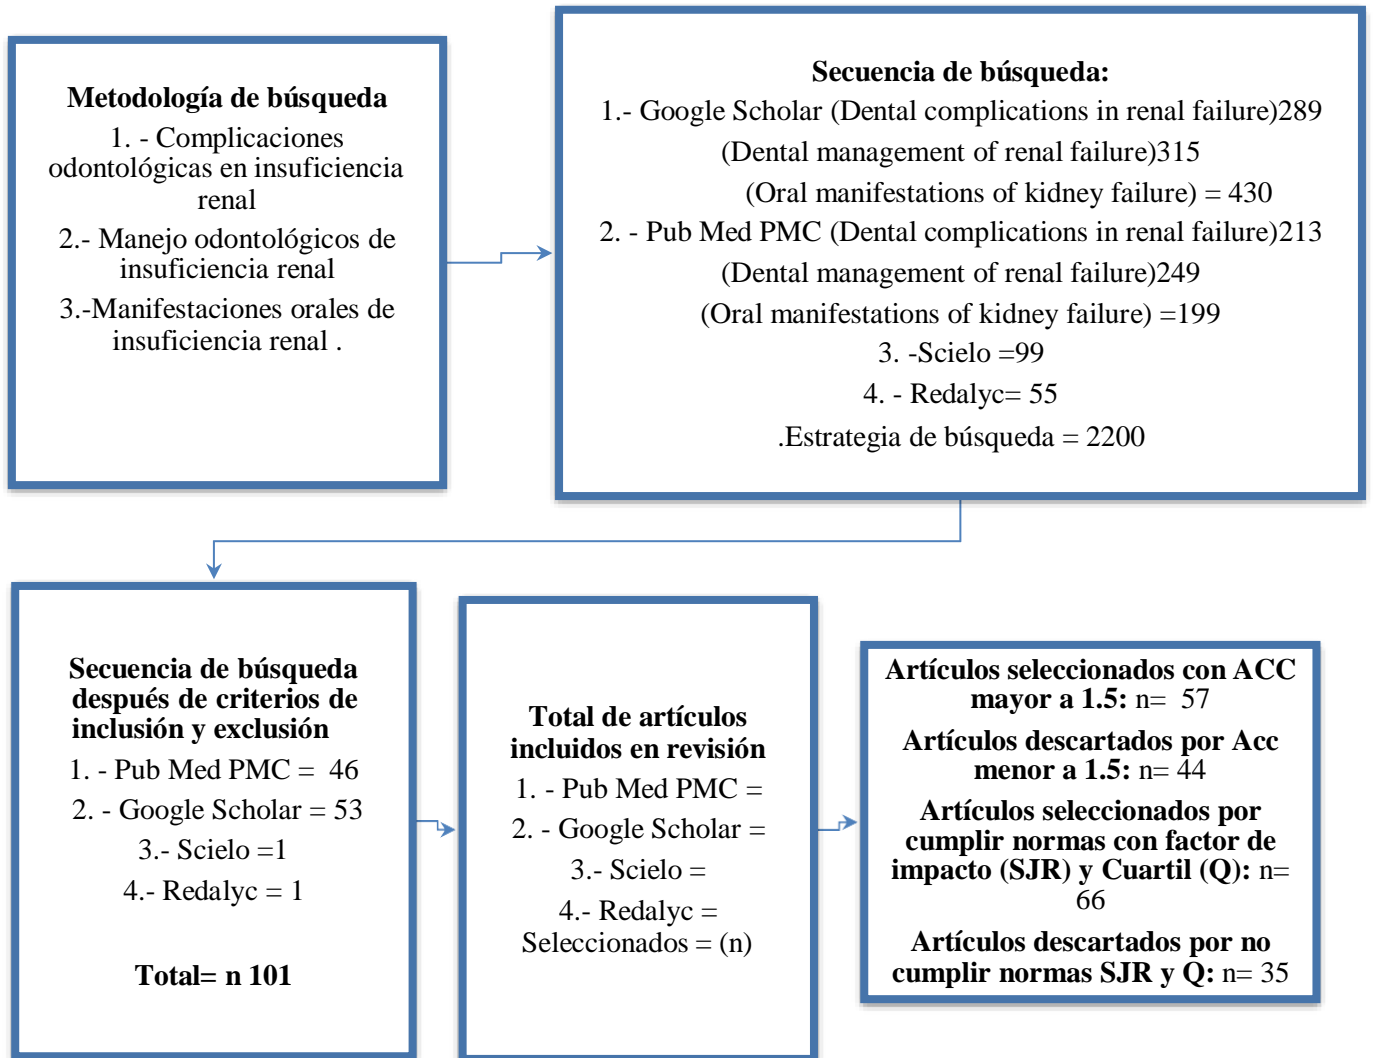 Metodología de búsqueda
1. - Complicaciones
odontológicas en insuficiencia
renal
2.- Manejo odontológicos de
insuficiencia renal
3.-Manifestaciones orales de
insuficiencia renal .
Secuencia de búsqueda:
1.- Google Scholar (Dental complications in renal failure)289
(Dental management of renal failure)315
(Oral manifestations of kidney failure) = 430
2. - Pub Med PMC (Dental complications in renal failure)213
(Dental management of renal failure)249
(Oral manifestations of kidney failure) =199
3. -Scielo =99
4. - Redalyc= 55
.Estrategia de búsqueda = 2200
Secuencia de búsqueda
después de criterios de
inclusión y exclusión
1. - Pub Med PMC = 46
2. - Google Scholar = 53
3.- Scielo =1
4.- Redalyc = 1
Total= n 101
Total de artículos
incluidos en revisión
1. - Pub Med PMC =
2. - Google Scholar =
3.- Scielo =
4.- Redalyc =
Seleccionados = (n)
Artículos seleccionados con ACC
mayor a 1.5: n= 57
Artículos descartados por Acc
menor a 1.5: n= 44
Artículos seleccionados por
cumplir normas con factor de
impacto (SJR) y Cuartil (Q): n=
66
Artículos descartados por no
cumplir normas SJR y Q: n= 35